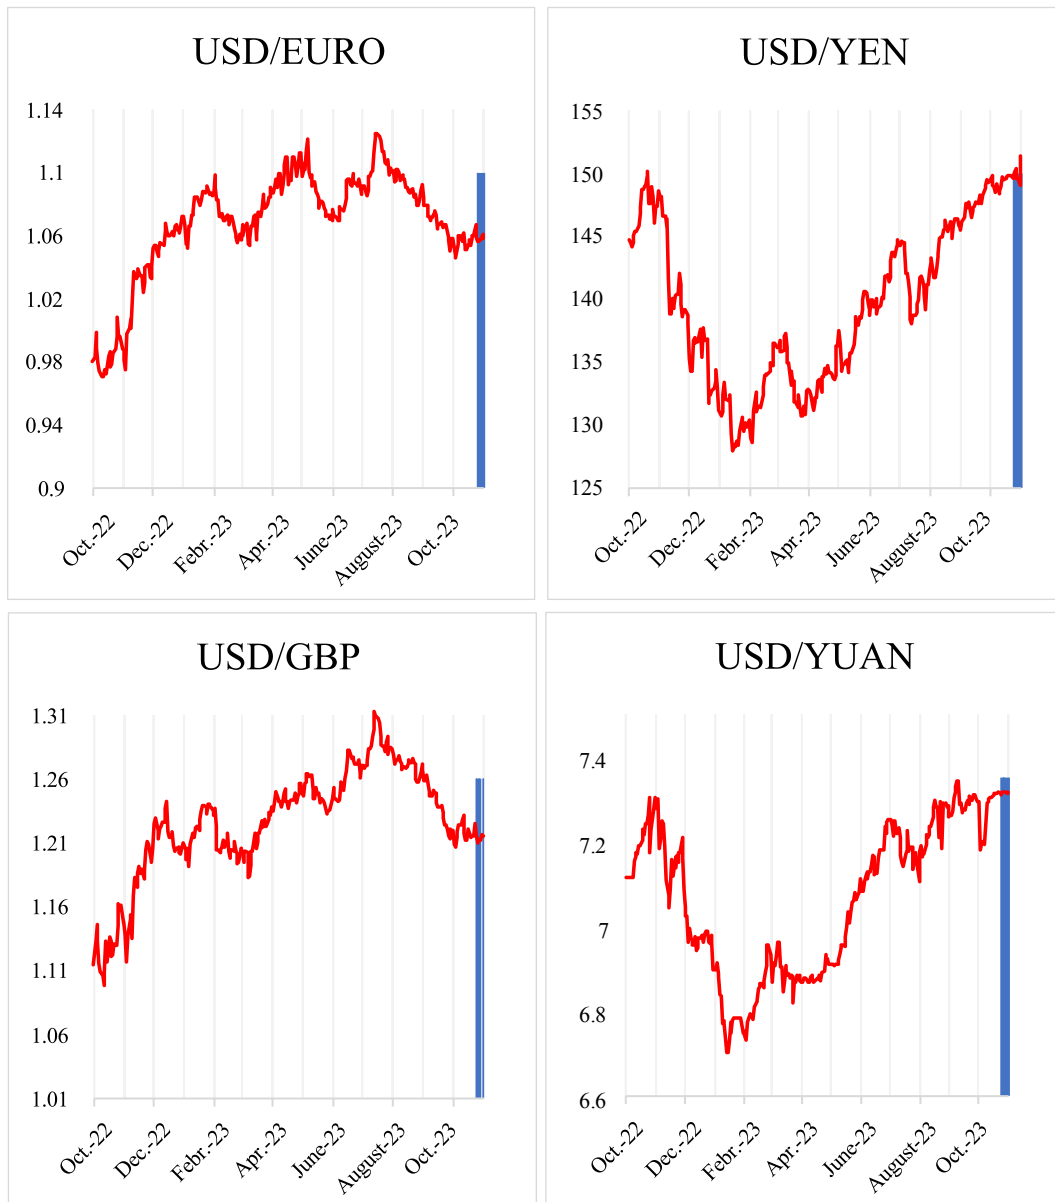 USD/EURO
1.14
1.1
1.06
1.02
0.98
0.94
0.9
Oct.-22
Dec.-22
Febr.-23
Apr.-23
June-23
August-23
Oct.-23
USD/YEN
155
150
145
140
135
130
125
Oct.-22
Dec.-22
Febr.-23
Apr.-23
June-23
August-23
Oct.-23
USD/GBP
1.31
1.26
1.21
1.16
1.11
1.06
1.01
Oct.-22
Dec.-22
Febr.-23
Apr.-23
June-23
August-23
Oct.-23
USD/YUAN
7.4
7.2
7
6.8
6.6
Oct.-22
Dec.-22
Febr.-23
Apr.-23
June-23
August-23
Oct.-23